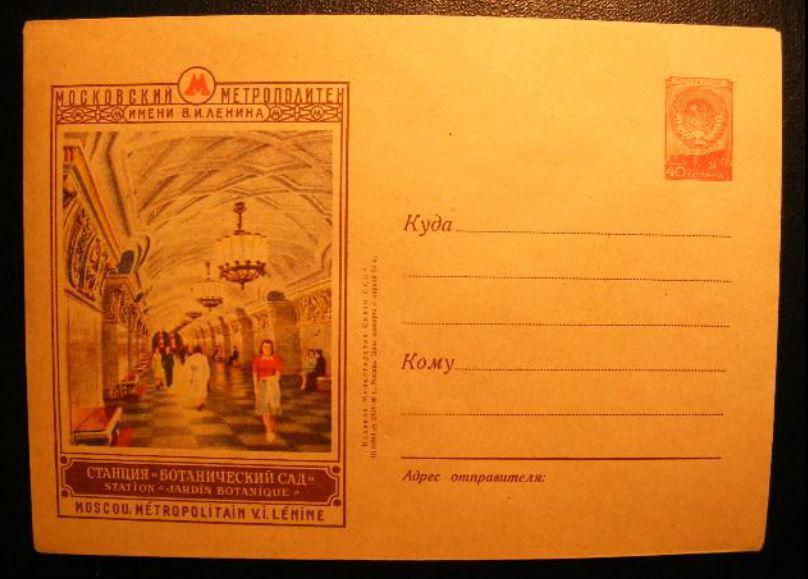 МОСКОВСКИЙ М МЕТРОПОЛИТЕН
ИМЕНИ В.И.ЛЕНИНА
СТАНЦИЯ "БОТАНИЧЕСКИЙ САД"
STATION "JARDIN BOTANIQUE"
MOSCOU. MÉTROPOLITAIN V.I. LÉNINE
40 КОПЕЕК
Куда
Кому
Адрес отправителя: